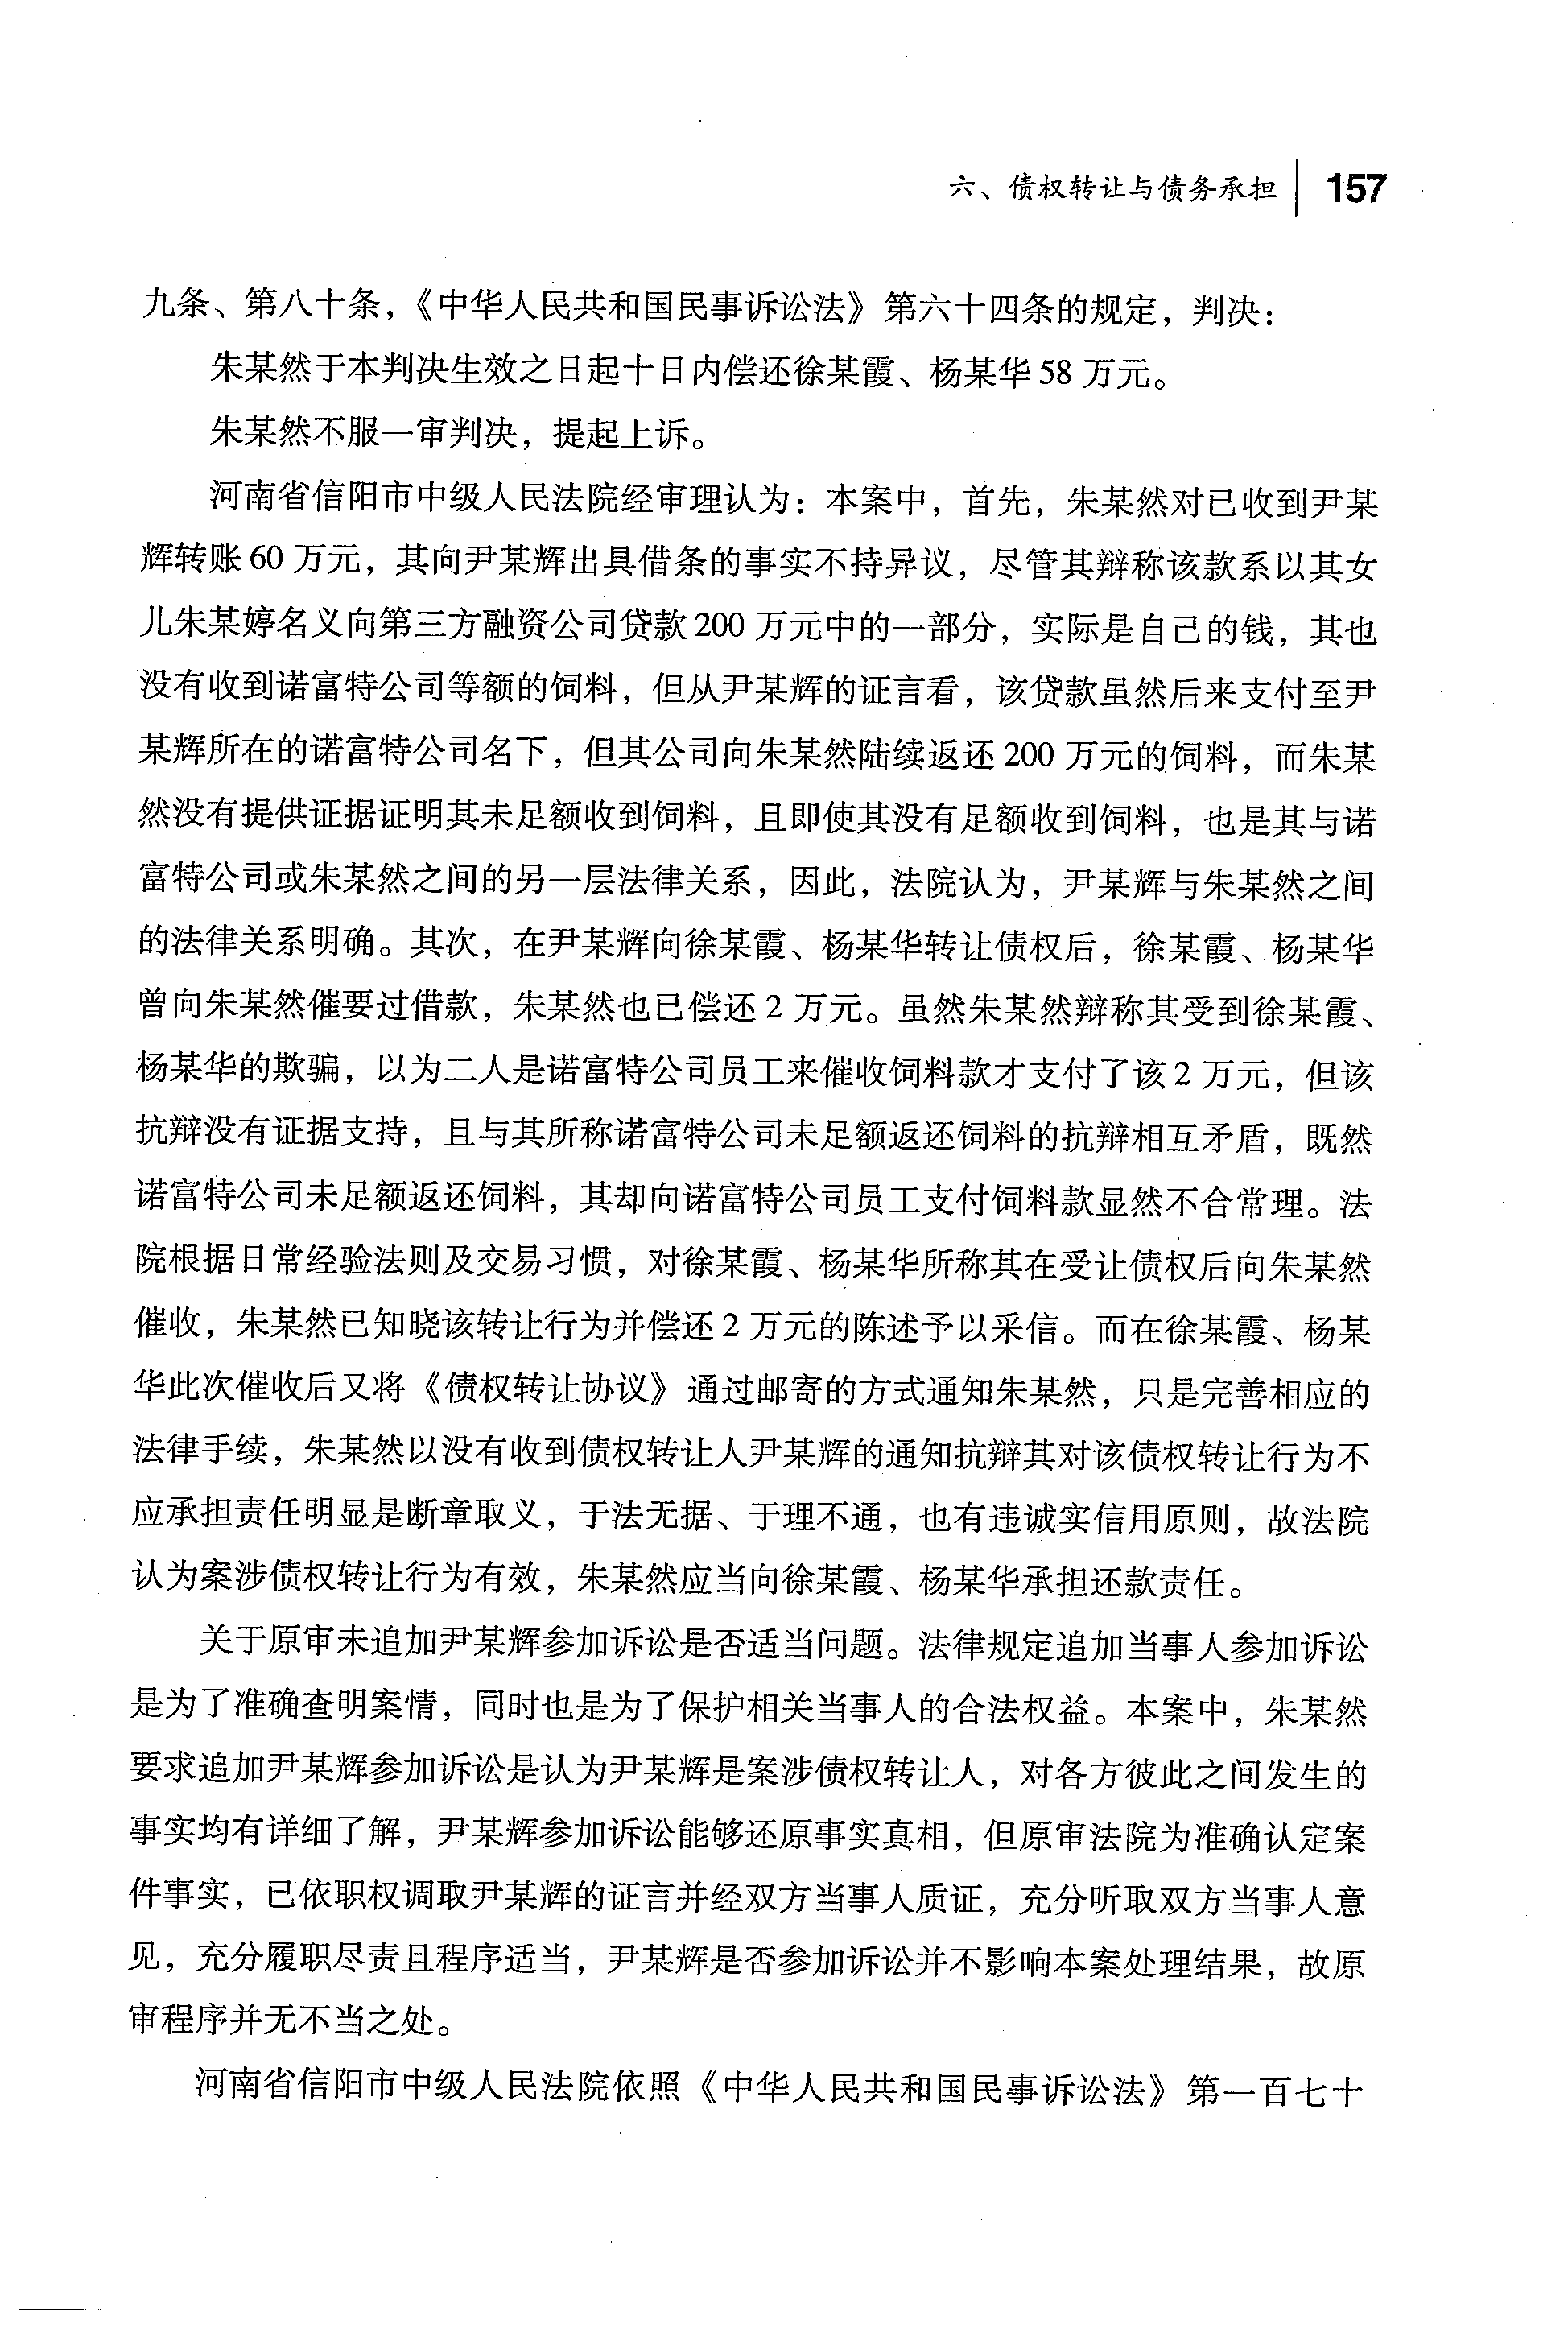 六、债权转让与债务承担 157
九条、第八十条，《中华人民共和国民事诉讼法》第六十四条的规定，判决：
朱某然于本判决生效之日起十日内偿还徐某霞、杨某华 58 万元。
朱某然不服一审判决，提起上诉。
河南省信阳市中级人民法院经审理认为：本案中，首先，朱某然对已收到尹某
辉转账 60 万元，其向尹某辉出具借条的事实不持异议，尽管其辩称该款系以其女
儿朱某婷名义向第三方融资公司贷款 200 万元中的一部分，实际是自己的钱，其也
没有收到诺富特公司等额的饲料，但从尹某辉的证言看，该贷款虽然后来支付至尹
某辉所在的诺富特公司名下，但其公司向朱某然陆续返还 200 万元的饲料，而朱某
然没有提供证据证明其未足额收到饲料，且即使其没有足额收到饲料，也是其与诺
富特公司或朱某然之间的另一层法律关系，因此，法院认为，尹某辉与朱某然之间
的法律关系明确。其次，在尹某辉向徐某霞、杨某华转让债权后，徐某霞、杨某华
曾向朱某然催要过借款，朱某然也已偿还 2 万元。虽然朱某然辩称其受到徐某霞、
杨某华的欺骗，以为二人是诺富特公司员工来催收饲料款才支付了该 2 万元，但该
抗辩没有证据支持，且与其所称诺富特公司未足额返还饲料的抗辩相互矛盾，既然
诺富特公司未足额返还饲料，其却向诺富特公司员工支付饲料款显然不合常理。法
院根据日常经验法则及交易习惯，对徐某霞、杨某华所称其在受让债权后向朱某然
催收，朱某然已知晓该转让行为并偿还 2 万元的陈述予以采信。而在徐某霞、杨某
华此次催收后又将《债权转让协议》通过邮寄的方式通知朱某然，只是完善相应的
法律手续，朱某然以没有收到债权转让人尹某辉的通知抗辩其对该债权转让行为不
应承担责任明显是断章取义，于法无据、于理不通，也有违诚实信用原则，故法院
认为案涉债权转让行为有效，朱某然应当向徐某霞、杨某华承担还款责任。
关于原审未追加尹某辉参加诉讼是否适当问题。法律规定追加当事人参加诉讼
是为了准确查明案情，同时也是为了保护相关当事人的合法权益。本案中，朱某然
要求追加尹某辉参加诉讼是认为尹某辉是案涉债权转让人，对各方彼此之间发生的
事实均有详细了解，尹某辉参加诉讼能够还原事实真相，但原审法院为准确认定案
件事实，已依职权调取尹某辉的证言并经双方当事人质证，充分听取双方当事人意
见，充分履职尽责且程序适当，尹某辉是否参加诉讼并不影响本案处理结果，故原
审程序并无不当之处。
河南省信阳市中级人民法院依照《中华人民共和国民事诉讼法》第一百七十